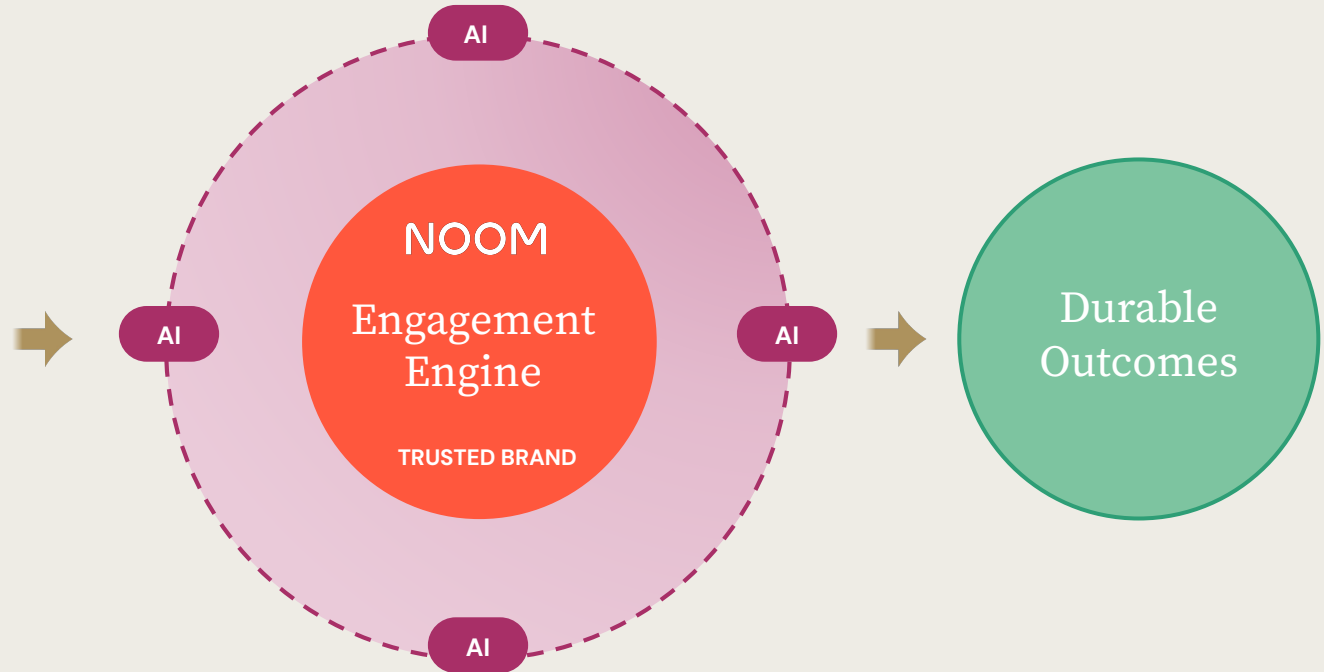 AI
NOOM
Engagement
Engine
TRUSTED BRAND
AI
AI
AI
Durable
Outcomes